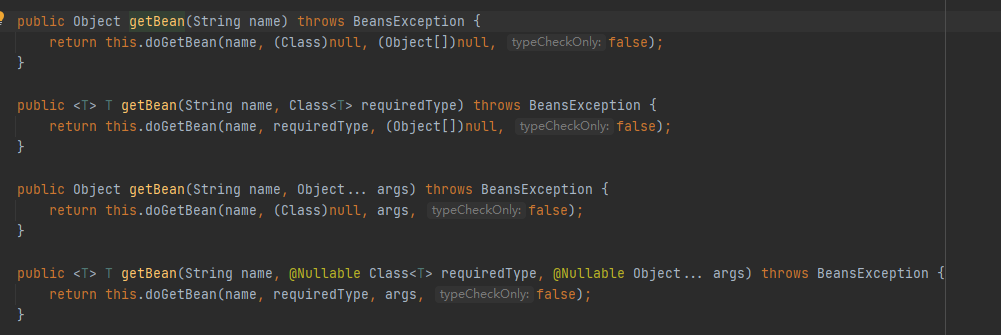 public Object getBean(String name) throws BeansException {
    return this.doGetBean(name, (Class)null, (Object[])null, typeCheckOnly: false);
}
public <T> T getBean(String name, Class<T> requiredType) throws BeansException {
    return this.doGetBean(name, requiredType, (Object[])null, typeCheckOnly: false);
}
public Object getBean(String name, Object... args) throws BeansException {
    return this.doGetBean(name, (Class)null, args, typeCheckOnly: false);
}
public <T> T getBean(String name, @Nullable Class<T> requiredType, @Nullable Object... args) throws BeansException {
    return this.doGetBean(name, requiredType, args, typeCheckOnly: false);
}